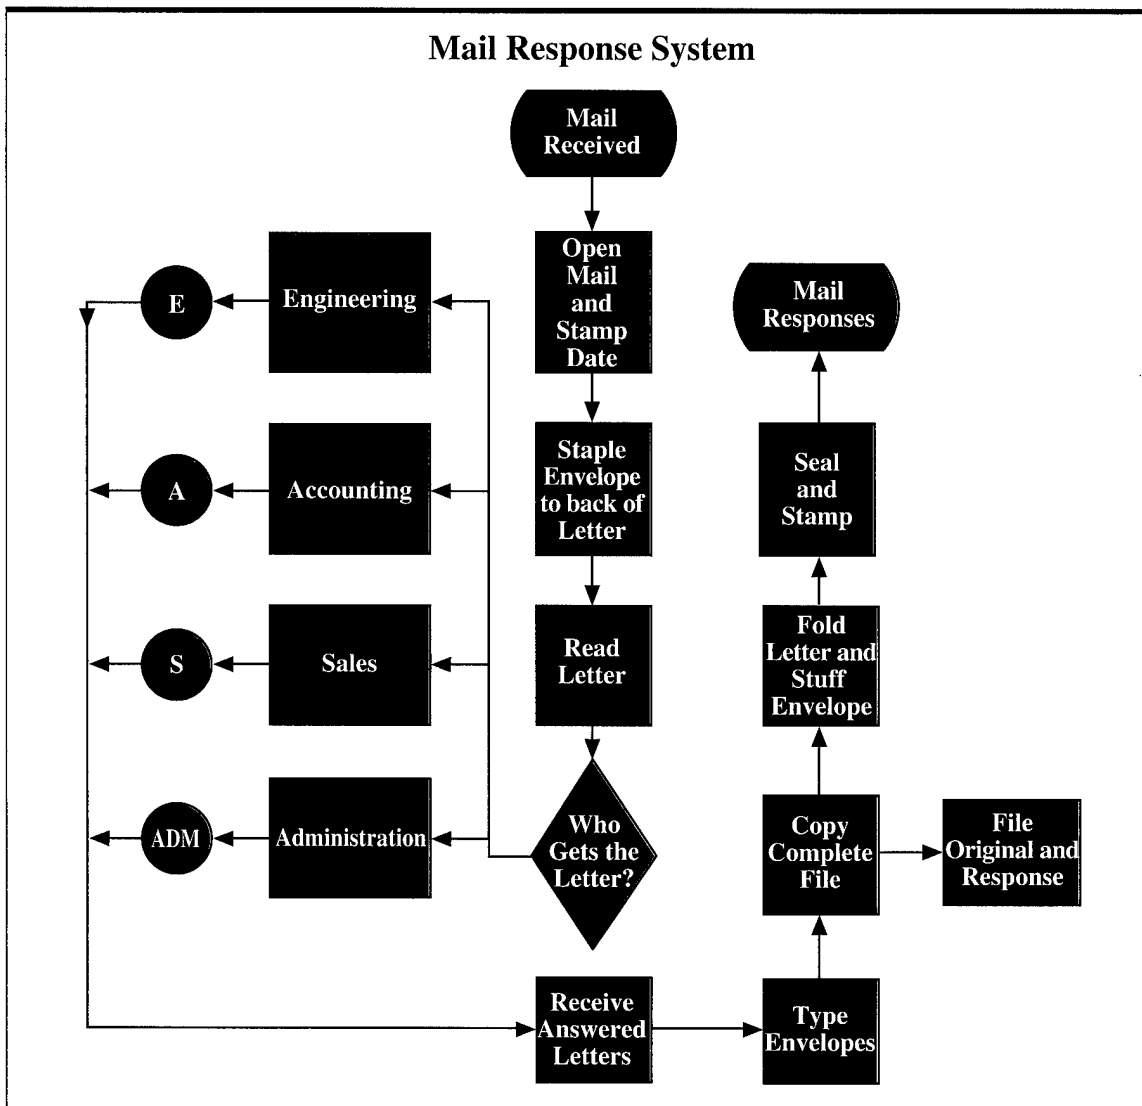 Mail Response System
Mail
Received
Open
Mail
and
Stamp
Date
Staple
Envelope
to back of
Letter
Read
Letter
Who
Gets the
Letter?
Engineering
E
Accounting
A
Sales
S
Administration
ADM
Receive
Answered
Letters
Type
Envelopes
Copy
Complete
File
File
Original and
Response
Fold
Letter and
Stuff
Envelope
Seal
and
Stamp
Mail
Responses